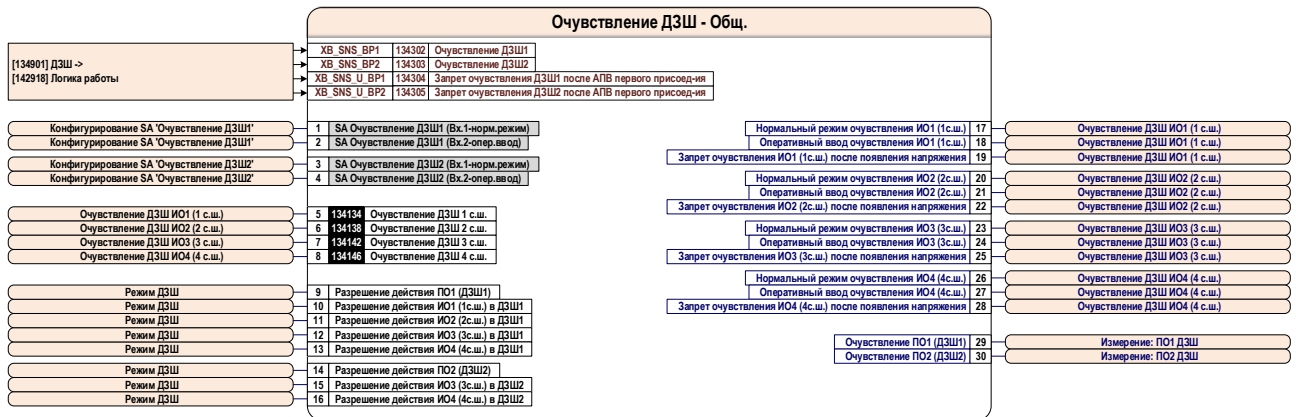 Очувствление ДЗШ - Общ.
[134901] ДЗШ ->
[142918] Логика работы
XB_SNS_BP1 134302 Очувствление ДЗШ1
XB_SNS_BP2 134303 Очувствление ДЗШ2
XB_SNS_U_BP1 134304 Запрет очувствления ДЗШ1 после АПВ первого присоед-ия
XB_SNS_U_BP2 134305 Запрет очувствления ДЗШ2 после АПВ первого присоед-ия
Конфигурирование SA 'Очувствление ДЗШ1' 1 SA Очувствление ДЗШ1 (Вх.1-норм.режим)
Конфигурирование SA 'Очувствление ДЗШ1' 2 SA Очувствление ДЗШ1 (Вх.2-опер.ввод)
Конфигурирование SA 'Очувствление ДЗШ2' 3 SA Очувствление ДЗШ2 (Вх.1-норм.режим)
Конфигурирование SA 'Очувствление ДЗШ2' 4 SA Очувствление ДЗШ2 (Вх.2-опер.ввод)
Очувствление ДЗШ ИО1 (1 с.ш.) 5 134134 Очувствление ДЗШ 1 с.ш.
Очувствление ДЗШ ИО2 (2 с.ш.) 6 134138 Очувствление ДЗШ 2 с.ш.
Очувствление ДЗШ ИО3 (3 с.ш.) 7 134142 Очувствление ДЗШ 3 с.ш.
Очувствление ДЗШ ИО4 (4 с.ш.) 8 134146 Очувствление ДЗШ 4 с.ш.
Режим ДЗШ 9 Разрешение действия ПО1 (ДЗШ1)
Режим ДЗШ 10 Разрешение действия ИО1 (1с.ш.) в ДЗШ1
Режим ДЗШ 11 Разрешение действия ИО2 (2с.ш.) в ДЗШ1
Режим ДЗШ 12 Разрешение действия ИО3 (3с.ш.) в ДЗШ1
Режим ДЗШ 13 Разрешение действия ИО4 (4с.ш.) в ДЗШ1
Режим ДЗШ 14 Разрешение действия ПО2 (ДЗШ2)
Режим ДЗШ 15 Разрешение действия ИО3 (3с.ш.) в ДЗШ2
Режим ДЗШ 16 Разрешение действия ИО4 (4с.ш.) в ДЗШ2
Нормальный режим очувствления ИО1 (1с.ш.) 17 Очувствление ДЗШ ИО1 (1 с.ш.)
Оперативный ввод очувствления ИО1 (1с.ш.) 18 Очувствление ДЗШ ИО1 (1 с.ш.)
Запрет очувствления ИО1 (1с.ш.) после появления напряжения 19 Очувствление ДЗШ ИО1 (1 с.ш.)
Нормальный режим очувствления ИО2 (2с.ш.) 20 Очувствление ДЗШ ИО2 (2 с.ш.)
Оперативный ввод очувствления ИО2 (2с.ш.) 21 Очувствление ДЗШ ИО2 (2 с.ш.)
Запрет очувствления ИО2 (2с.ш.) после появления напряжения 22 Очувствление ДЗШ ИО2 (2 с.ш.)
Нормальный режим очувствления ИО3 (3с.ш.) 23 Очувствление ДЗШ ИО3 (3 с.ш.)
Оперативный ввод очувствления ИО3 (3с.ш.) 24 Очувствление ДЗШ ИО3 (3 с.ш.)
Запрет очувствления ИО3 (3с.ш.) после появления напряжения 25 Очувствление ДЗШ ИО3 (3 с.ш.)
Нормальный режим очувствления ИО4 (4с.ш.) 26 Очувствление ДЗШ ИО4 (4 с.ш.)
Оперативный ввод очувствления ИО4 (4с.ш.) 27 Очувствление ДЗШ ИО4 (4 с.ш.)
Запрет очувствления ИО4 (4с.ш.) после появления напряжения 28 Очувствление ДЗШ ИО4 (4 с.ш.)
Очувствление ПО1 (ДЗШ1) 29 Измерение: ПО1 ДЗШ
Очувствление ПО2 (ДЗШ2) 30 Измерение: ПО2 ДЗШ